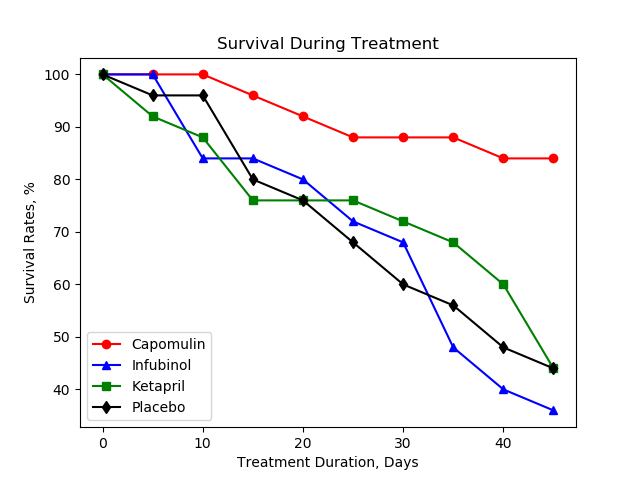 Survival During Treatment
100
90
80
70
60
50
40
Survival Rates, %
Capomulin
Infubinol
Ketapril
Placebo
0 10 20 30 40
Treatment Duration, Days